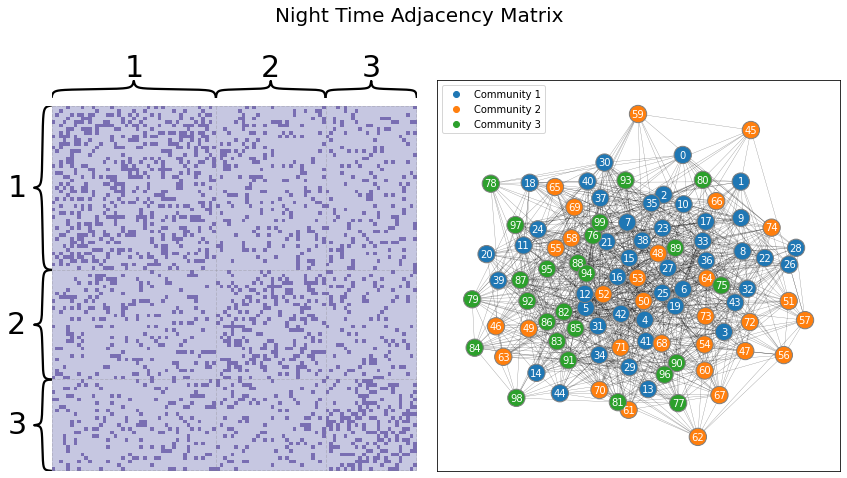 Night Time Adjacency Matrix
1 2 3
1
2
3
Community 1
Community 2
Community 3
59
45
0
30
78 18 40 93 80 1
65 37 2
69 35 10 66
97 24 99 7 23 17 9 74
58 76 21 38
11 55 15 48 89 33 8 28
20 95 88 94 16 53 27 36 22 26
39 87 12 52 25 6 64 75 32
79 92 82 5 50 19 43 51
46 49 86 85 31 42 4 73 3 72 57
84 63 83 34 71 41 68 54 47 56
14 91 29 96 90 60
98 44 70 13 67
81 61 77
62